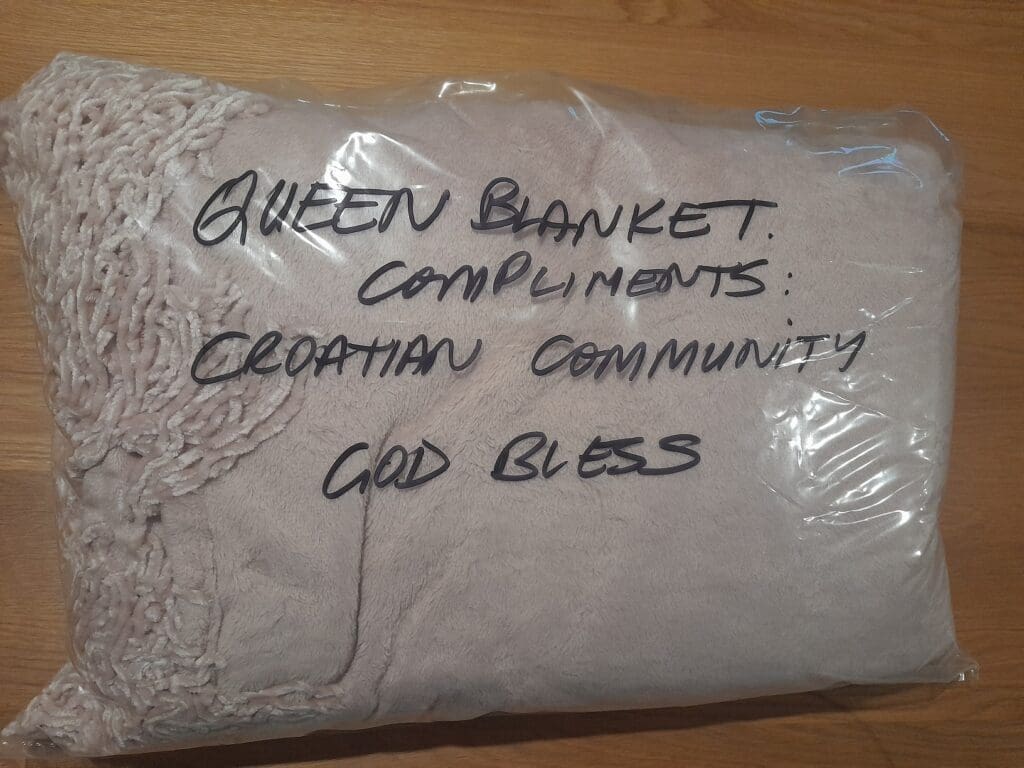 QUEEN BLANKET.
COMPLIMENTS:
CROATIAN COMMUNITY
GOD BLESS